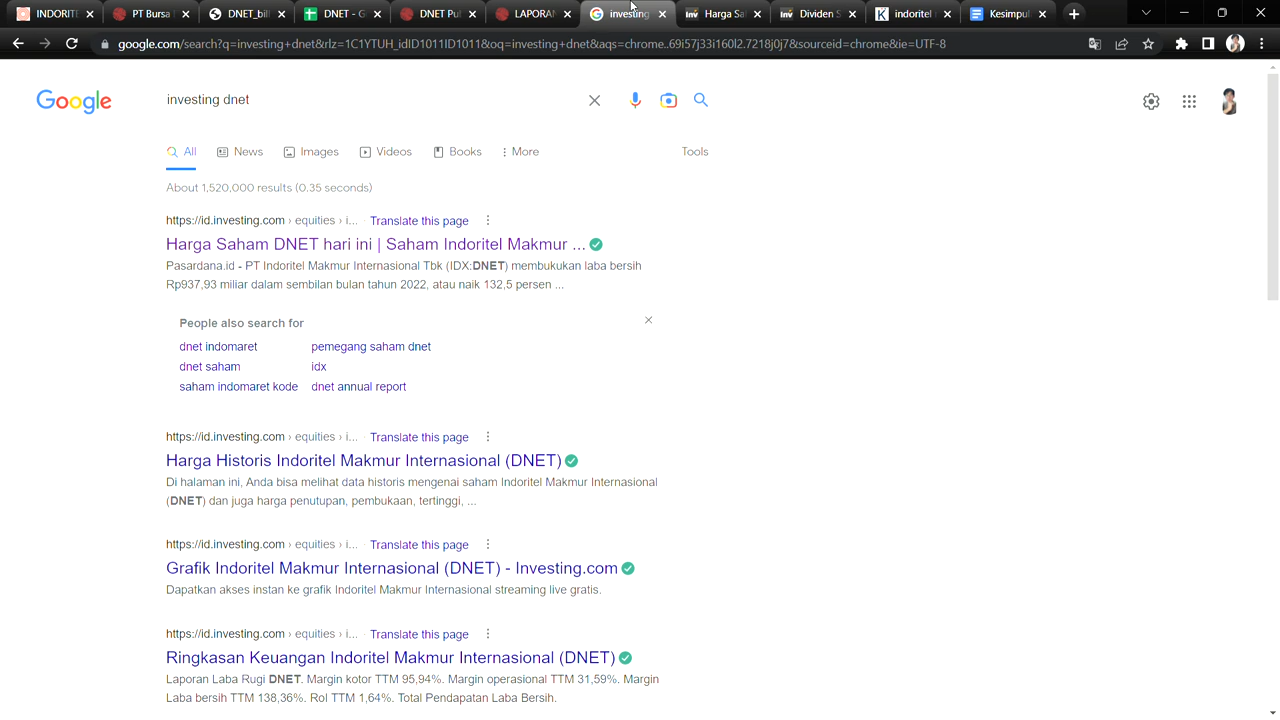 INDORITE
PT Bursa E
DNET_bill
DNET - G
DNET Pub
LAPORAN
investing
Harga Sah
Dividen S
indoritel r
Kesimpula
google.com/search?q=investing+dnet&rlz=1C1YTUH_idID1011ID1011&oq=investing+dnet&aqs=chrome..69i57j33i160l2.7218j0j7&sourceid=chrome&ie=UTF-8
Google
investing dnet
All
News
Images
Videos
Books
More
Tools
About 1,520,000 results (0.35 seconds)
https://id.investing.com › equities › i... · Translate this page
Harga Saham DNET hari ini | Saham Indoritel Makmur ...
Pasardana.id - PT Indoritel Makmur Internasional Tbk (IDX:DNET) membukukan laba bersih
Rp937,93 miliar dalam sembilan bulan tahun 2022, atau naik 132,5 persen ...
People also search for
dnet indomaret pemegang saham dnet
dnet saham idx
saham indomaret kode dnet annual report
https://id.investing.com › equities › i... · Translate this page
Harga Historis Indoritel Makmur Internasional (DNET)
Di halaman ini, Anda bisa melihat data historis mengenai saham Indoritel Makmur Internasional
(DNET) dan juga harga penutupan, pembukaan, tertinggi, ...
https://id.investing.com › equities › i... · Translate this page
Grafik Indoritel Makmur Internasional (DNET) - Investing.com
Dapatkan akses instan ke grafik Indoritel Makmur Internasional streaming live gratis.
https://id.investing.com › equities › i... · Translate this page
Ringkasan Keuangan Indoritel Makmur Internasional (DNET)
Laporan Laba Rugi DNET. Margin kotor TTM 95,94%. Margin operasional TTM 31,59%. Margin
Laba bersih TTM 138,36%. RoI TTM 1,64%. Total Pendapatan Laba Bersih.